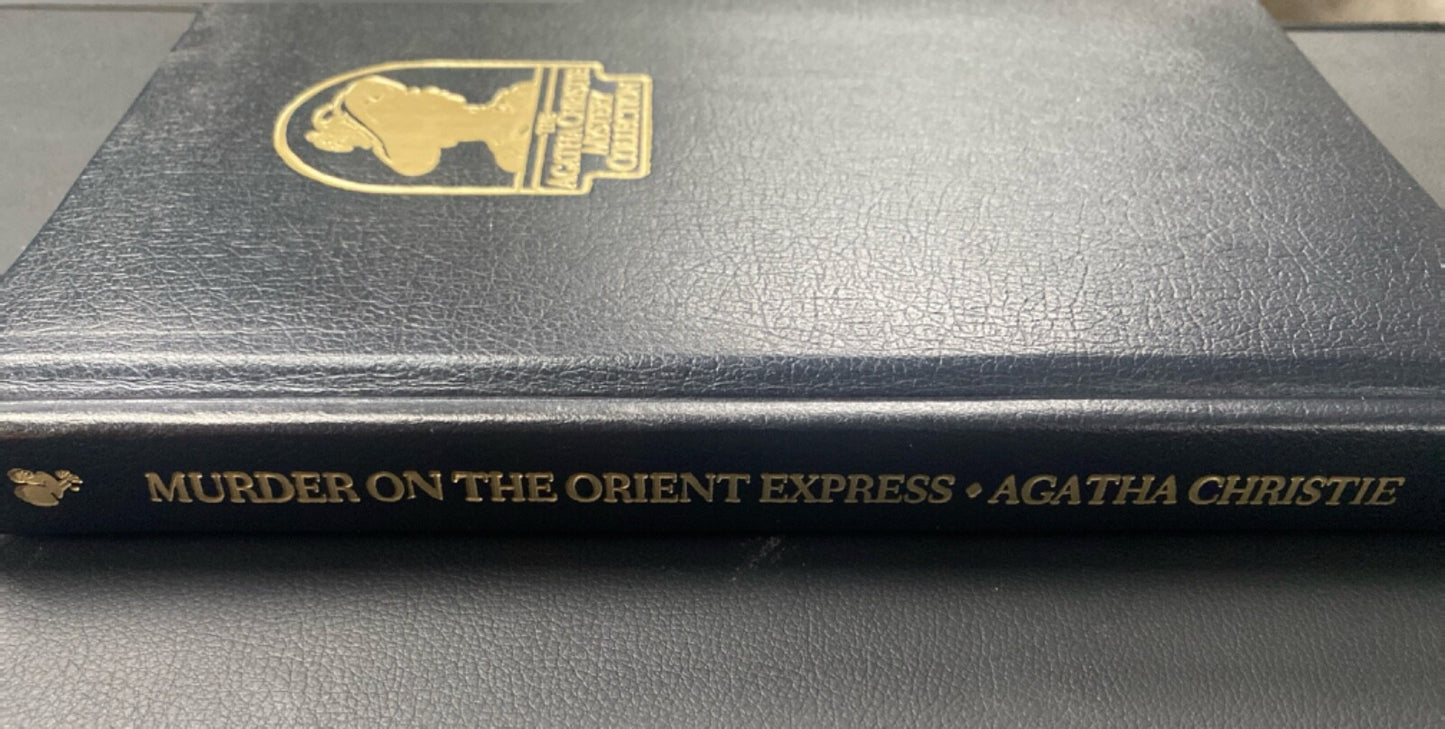 THE
AGATHA CHRISTIE
MYSTERY
COLLECTION
MURDER ON THE ORIENT EXPRESS • AGATHA CHRISTIE